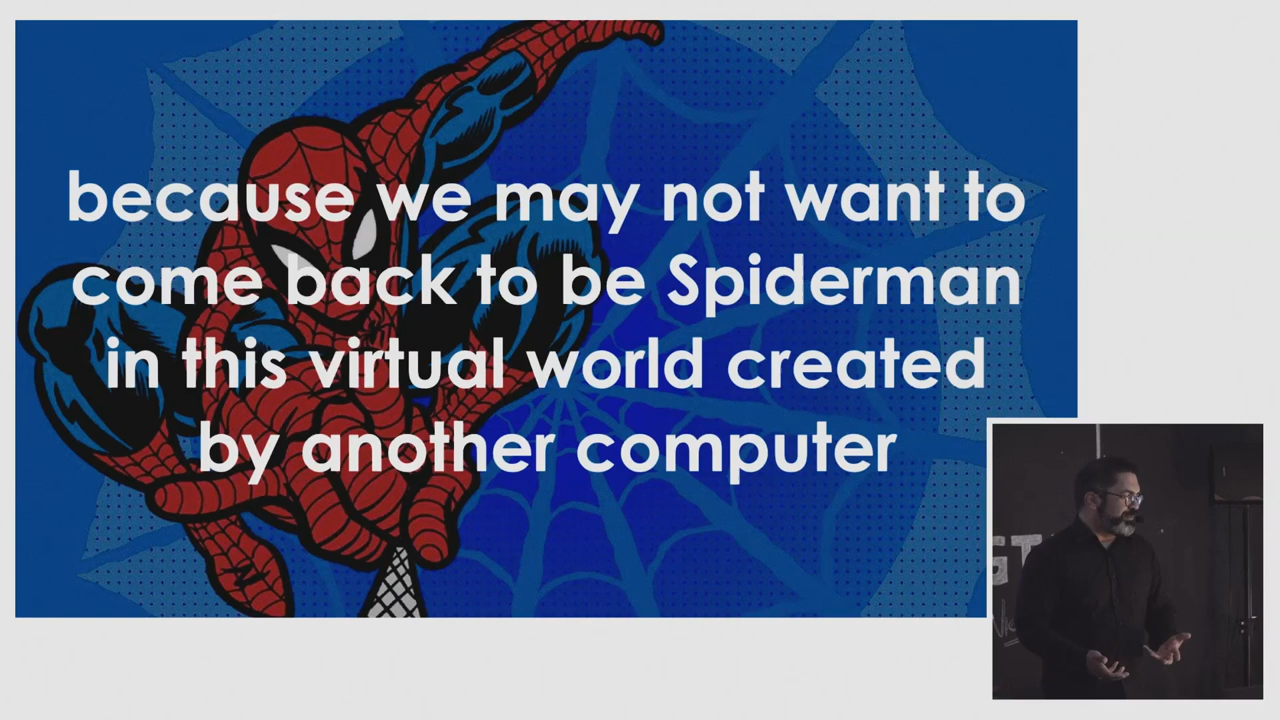 because we may not want to
come back to be Spiderman
in this virtual world created
by another computer
GT